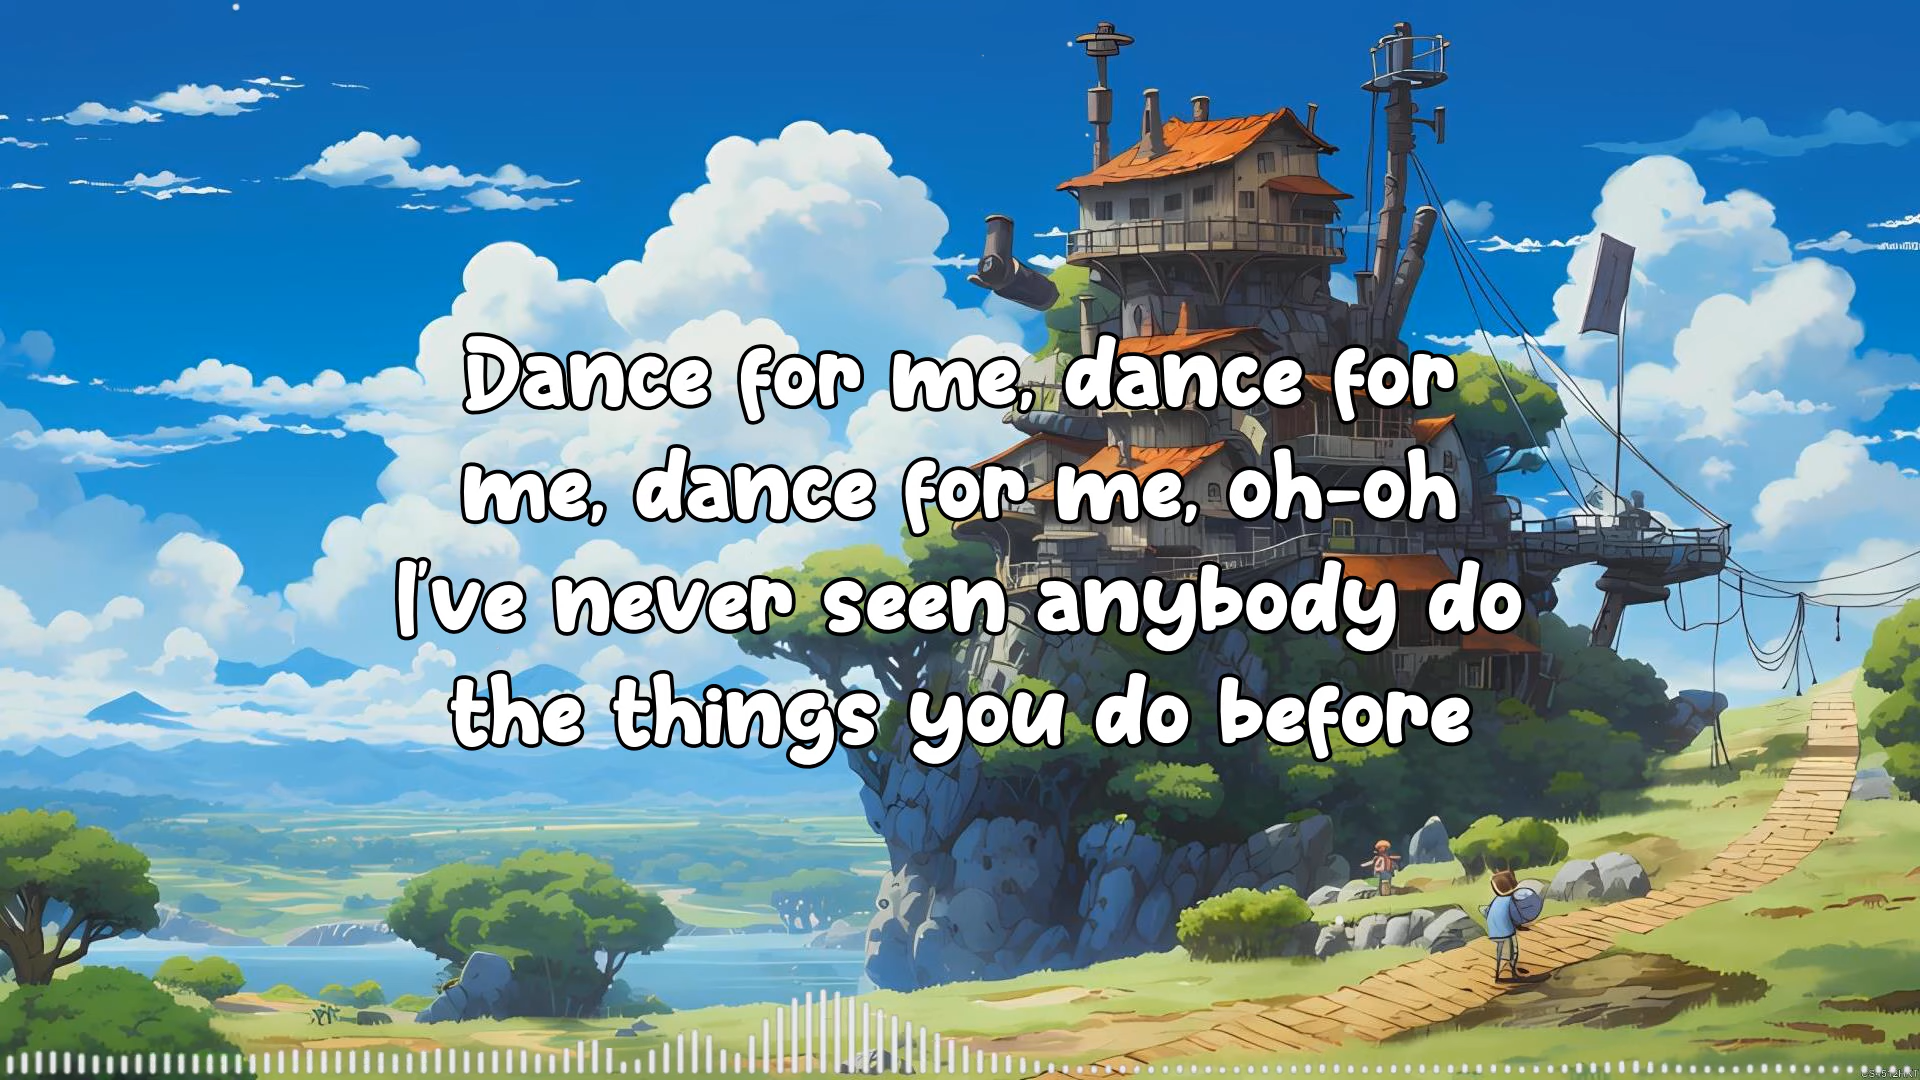 Dance for me, dance for
me, dance for me, oh-oh
I've never seen anybody do
the things you do before